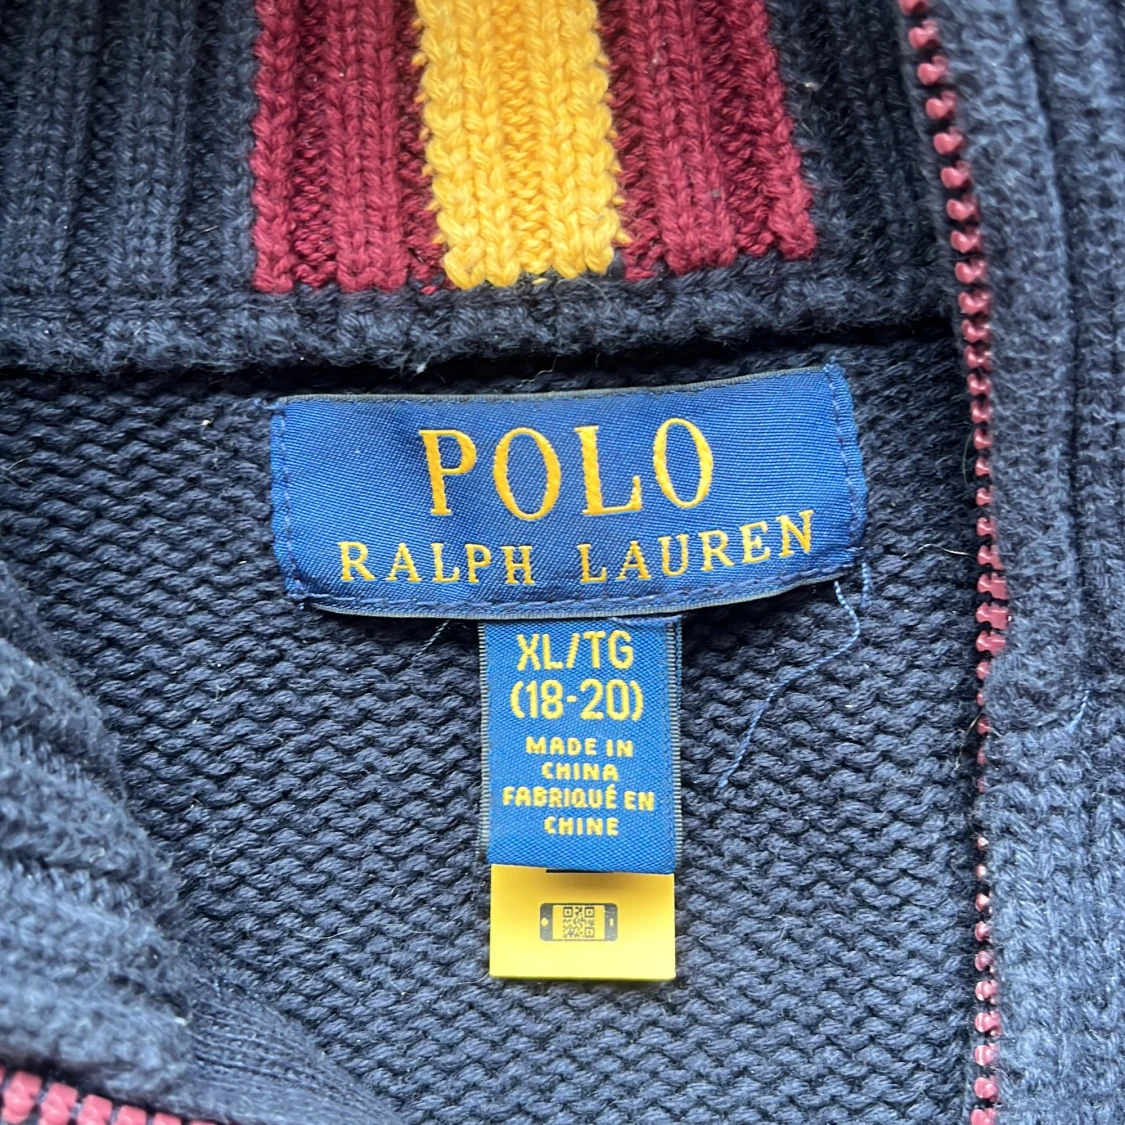 POLO
RALPH LAUREN
XL/TG
(18-20)
MADE IN
CHINA
FABRIQUÉ EN
CHINE